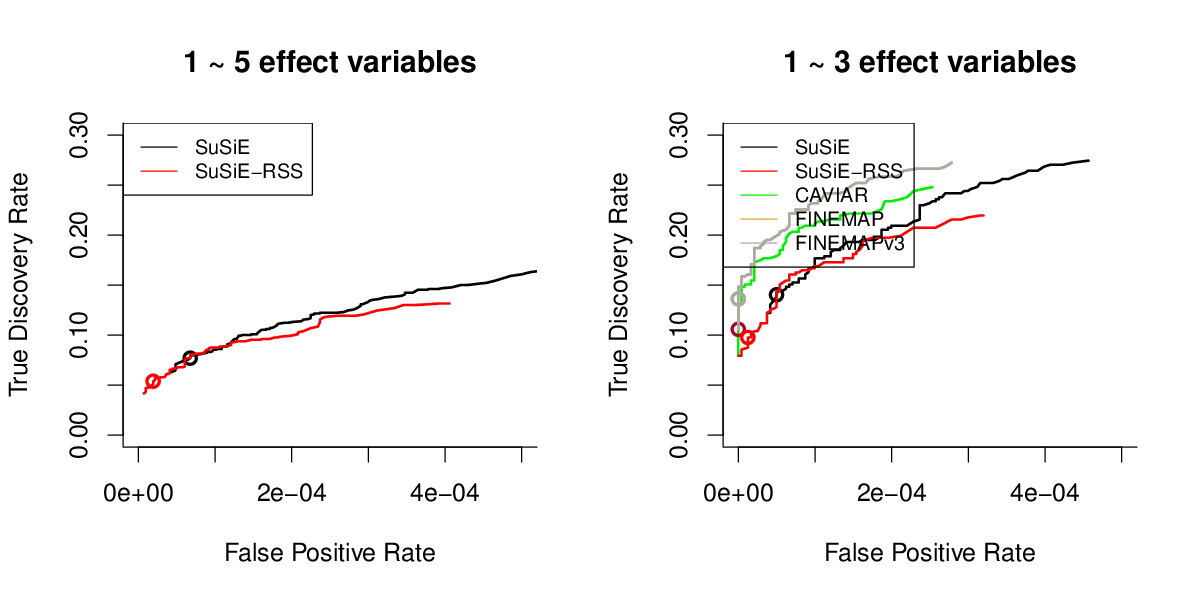 1 ~ 5 effect variables
SuSiE
SuSiE−RSS
True Discovery Rate
0.00
0.10
0.20
0.30
0e+00
2e−04
4e−04
False Positive Rate
1 ~ 3 effect variables
SuSiE
SuSiE−RSS
CAVIAR
FINEMAP
FINEMAPv3
True Discovery Rate
0.00
0.10
0.20
0.30
0e+00
2e−04
4e−04
False Positive Rate